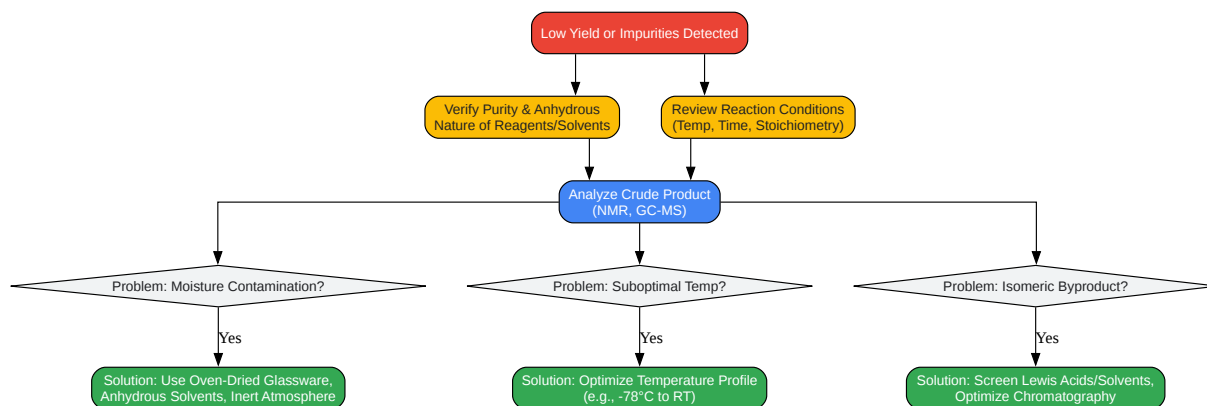 Low Yield or Impurities Detected
Verify Purity & Anhydrous
Nature of Reagents/Solvents
Review Reaction Conditions
(Temp, Time, Stoichiometry)
Analyze Crude Product
(NMR, GC-MS)
Problem: Moisture Contamination?
Problem: Suboptimal Temp?
Problem: Isomeric Byproduct?
Yes
Yes
Yes
Solution: Use Oven-Dried Glassware,
Anhydrous Solvents, Inert Atmosphere
Solution: Optimize Temperature Profile
(e.g., -78°C to RT)
Solution: Screen Lewis Acids/Solvents,
Optimize Chromatography